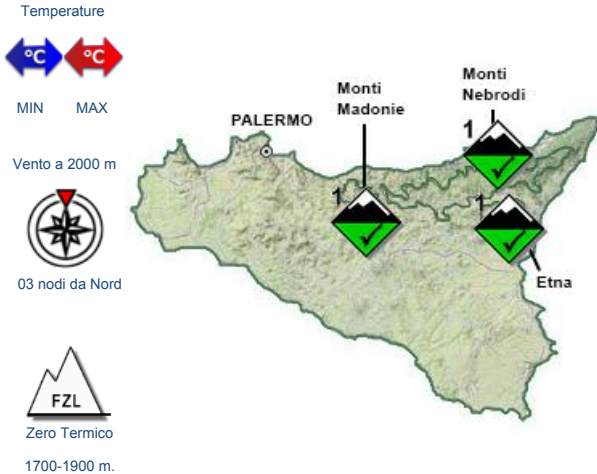 Temperature
°C °C
MIN MAX
Vento a 2000 m
03 nodi da Nord
FZL
Zero Termico
1700-1900 m.
PALERMO
Monti
Madonie
1
Monti
Nebrodi
1
1
Etna